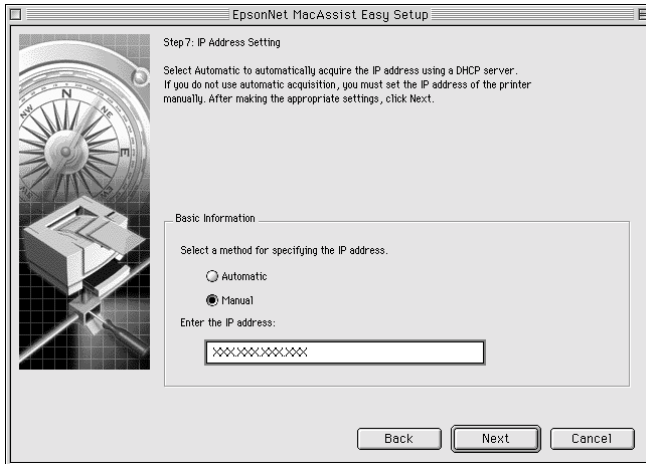 EpsonNet MacAssist Easy Setup
Step7: IP Address Setting
Select Automatic to automatically acquire the IP address using a DHCP server.
If you do not use automatic acquisition, you must set the IP address of the printer
manually. After making the appropriate settings, click Next.
N
NE
E
NW
Basic Information
Select a method for specifying the IP address.
Automatic
Manual
Enter the IP address:
XXX.XXX.XXX.XXX
Back
Next
Cancel